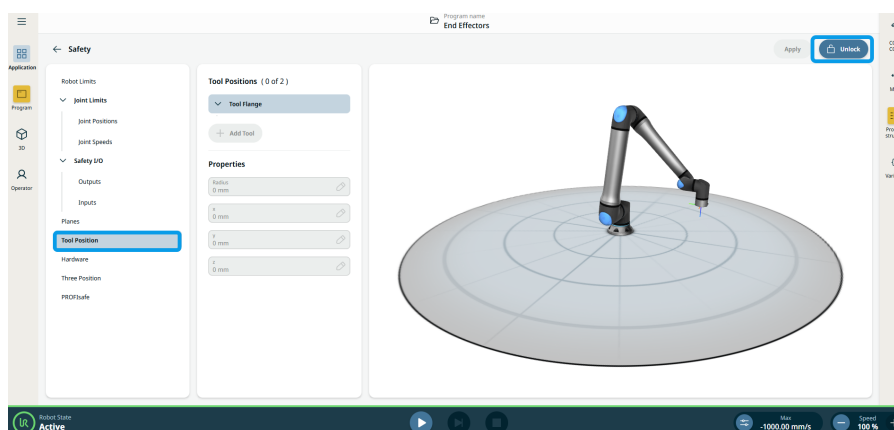 Program name
End Effectors
Safety
Apply
Unlock
Application
Program
3D
Operator
Robot Limits
Joint Limits
Joint Positions
Joint Speeds
Safety I/O
Outputs
Inputs
Planes
Tool Position
Hardware
Three Position
PROFIsafe
Tool Positions ( 0 of 2 )
Tool Flange
Add Tool
Properties
Radius
0 mm
0 mm
0 mm
0 mm
Robot State
Active
Max
-1000.00 mm/s
Speed
100 %